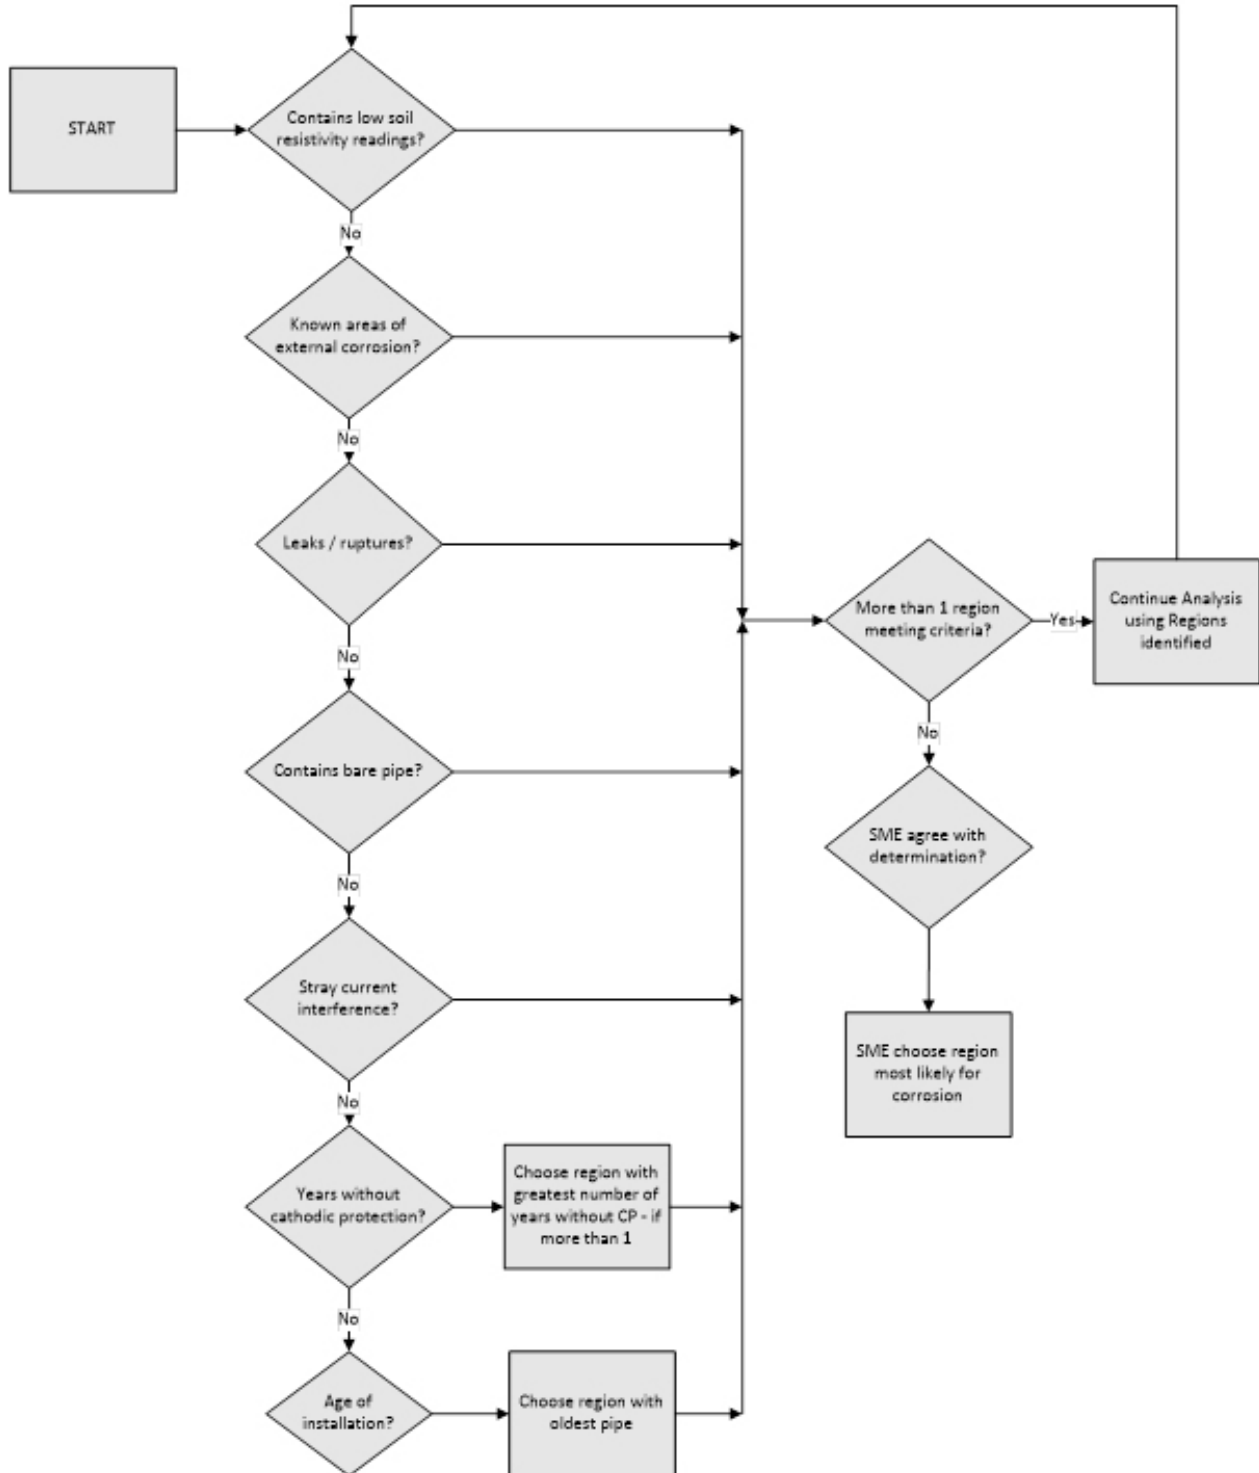 START
Contains low soil
resistivity readings?
No
Known areas of
external corrosion?
No
Leaks / ruptures?
No
Contains bare pipe?
No
Stray current
interference?
No
Years without
cathodic protection?
Choose region with
greatest number of
years without CP - if
more than 1
No
Age of
installation?
Choose region with
oldest pipe
More than 1 region
meeting criteria?
Yes
Continue Analysis
using Regions
identified
No
SME agree with
determination?
SME choose region
most likely for
corrosion